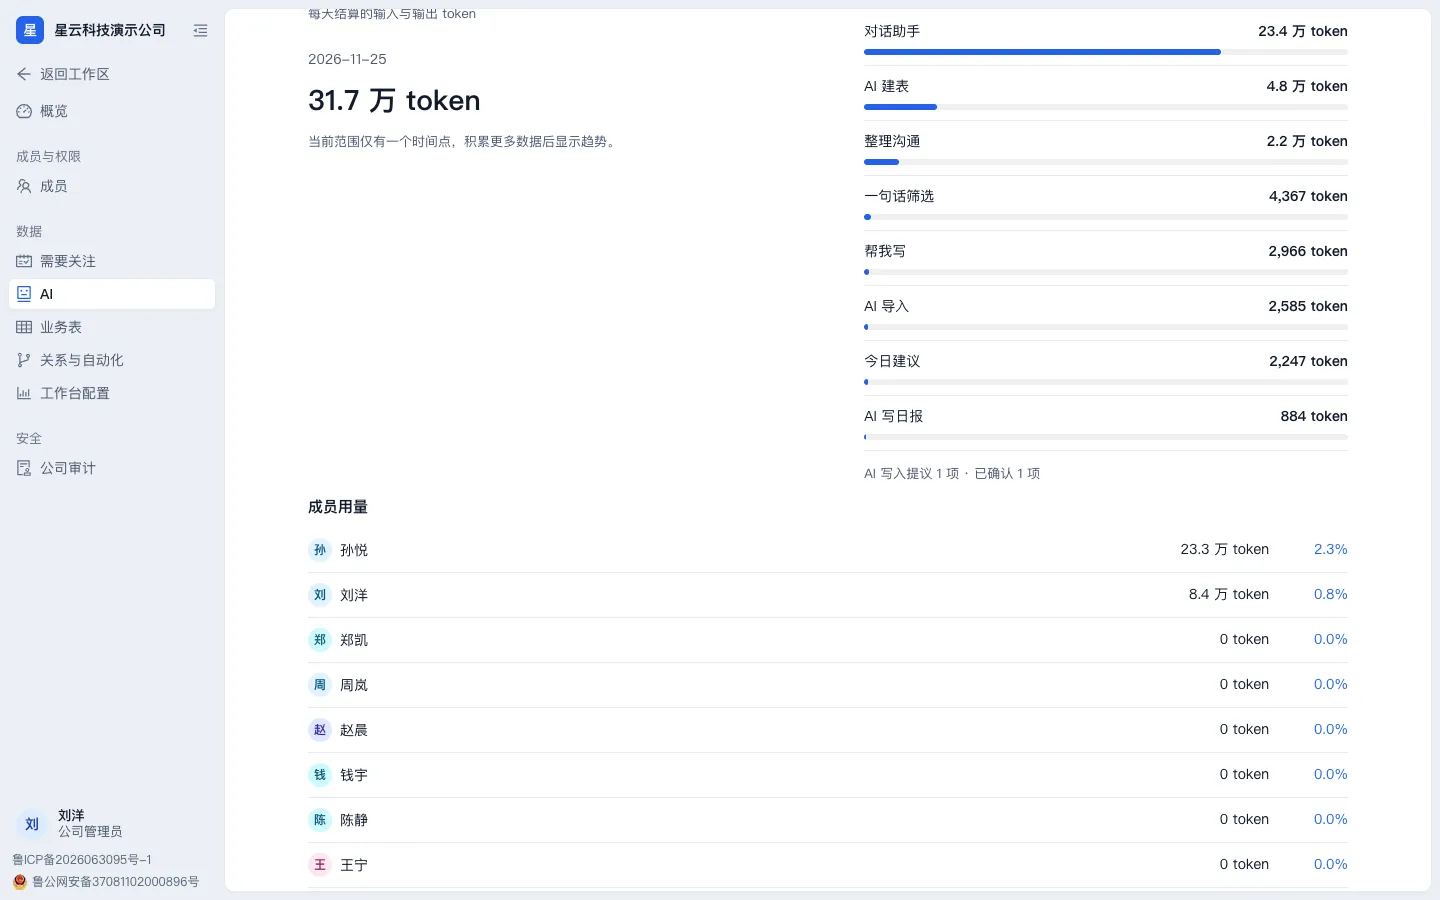 星
星云科技演示公司
返回工作区
概览
成员与权限
成员
数据
需要关注
AI
业务表
关系与自动化
工作台配置
安全
公司审计
刘
刘洋
公司管理员
鲁ICP备2026063095号-1
鲁公网安备37081102000896号
每天结算的输入与输出 token
2026-11-25
31.7 万 token
当前范围仅有一个时间点，积累更多数据后显示趋势。
对话助手 23.4 万 token
AI 建表 4.8 万 token
整理沟通 2.2 万 token
一句话筛选 4,367 token
帮我写 2,966 token
AI 导入 2,585 token
今日建议 2,247 token
AI 写日报 884 token
AI 写入提议 1 项 · 已确认 1 项
成员用量
孙 孙悦 23.3 万 token 2.3%
刘 刘洋 8.4 万 token 0.8%
郑 郑凯 0 token 0.0%
周 周岚 0 token 0.0%
赵 赵晨 0 token 0.0%
钱 钱宇 0 token 0.0%
陈 陈静 0 token 0.0%
王 王宁 0 token 0.0%